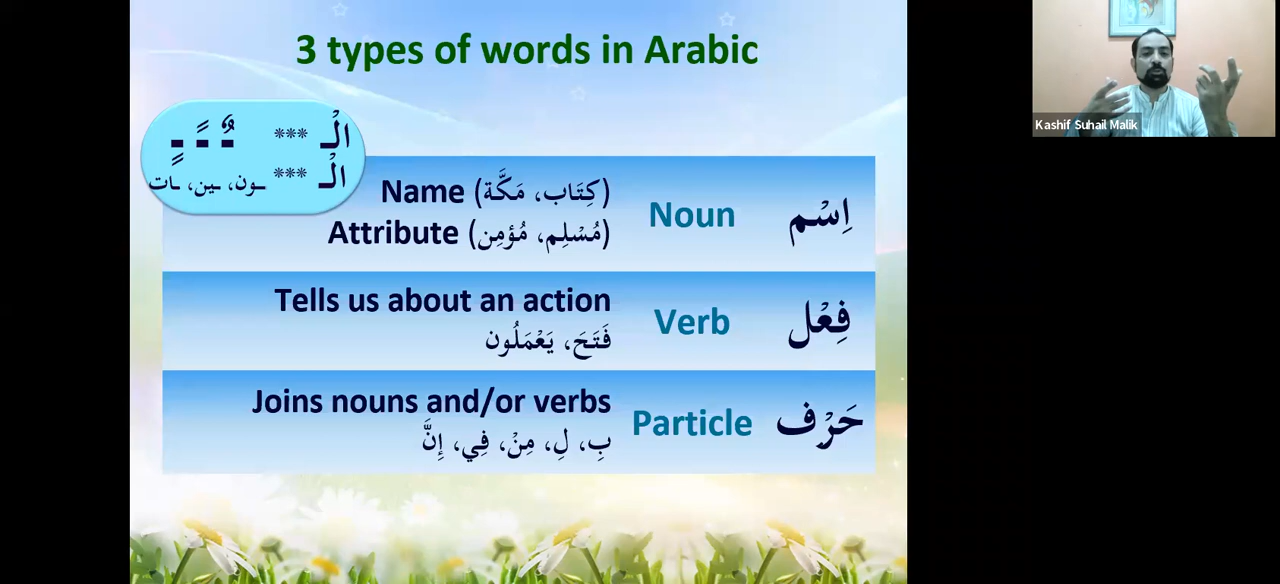 3 types of words in Arabic
الْـ *** ـٌ ـً ـٍ
الْـ *** ـون، ـين، ـات
اِسْم Noun Name (كِتَاب، مَكَّة)
Attribute (مُسْلِم، مُؤمِن)
فِعْل Verb Tells us about an action
فَتَحَ، يَعْمَلُون
حَرْف Particle Joins nouns and/or verbs
بِ، لِ، مِنْ، فِي، إِنَّ
Kashif Suhail Malik